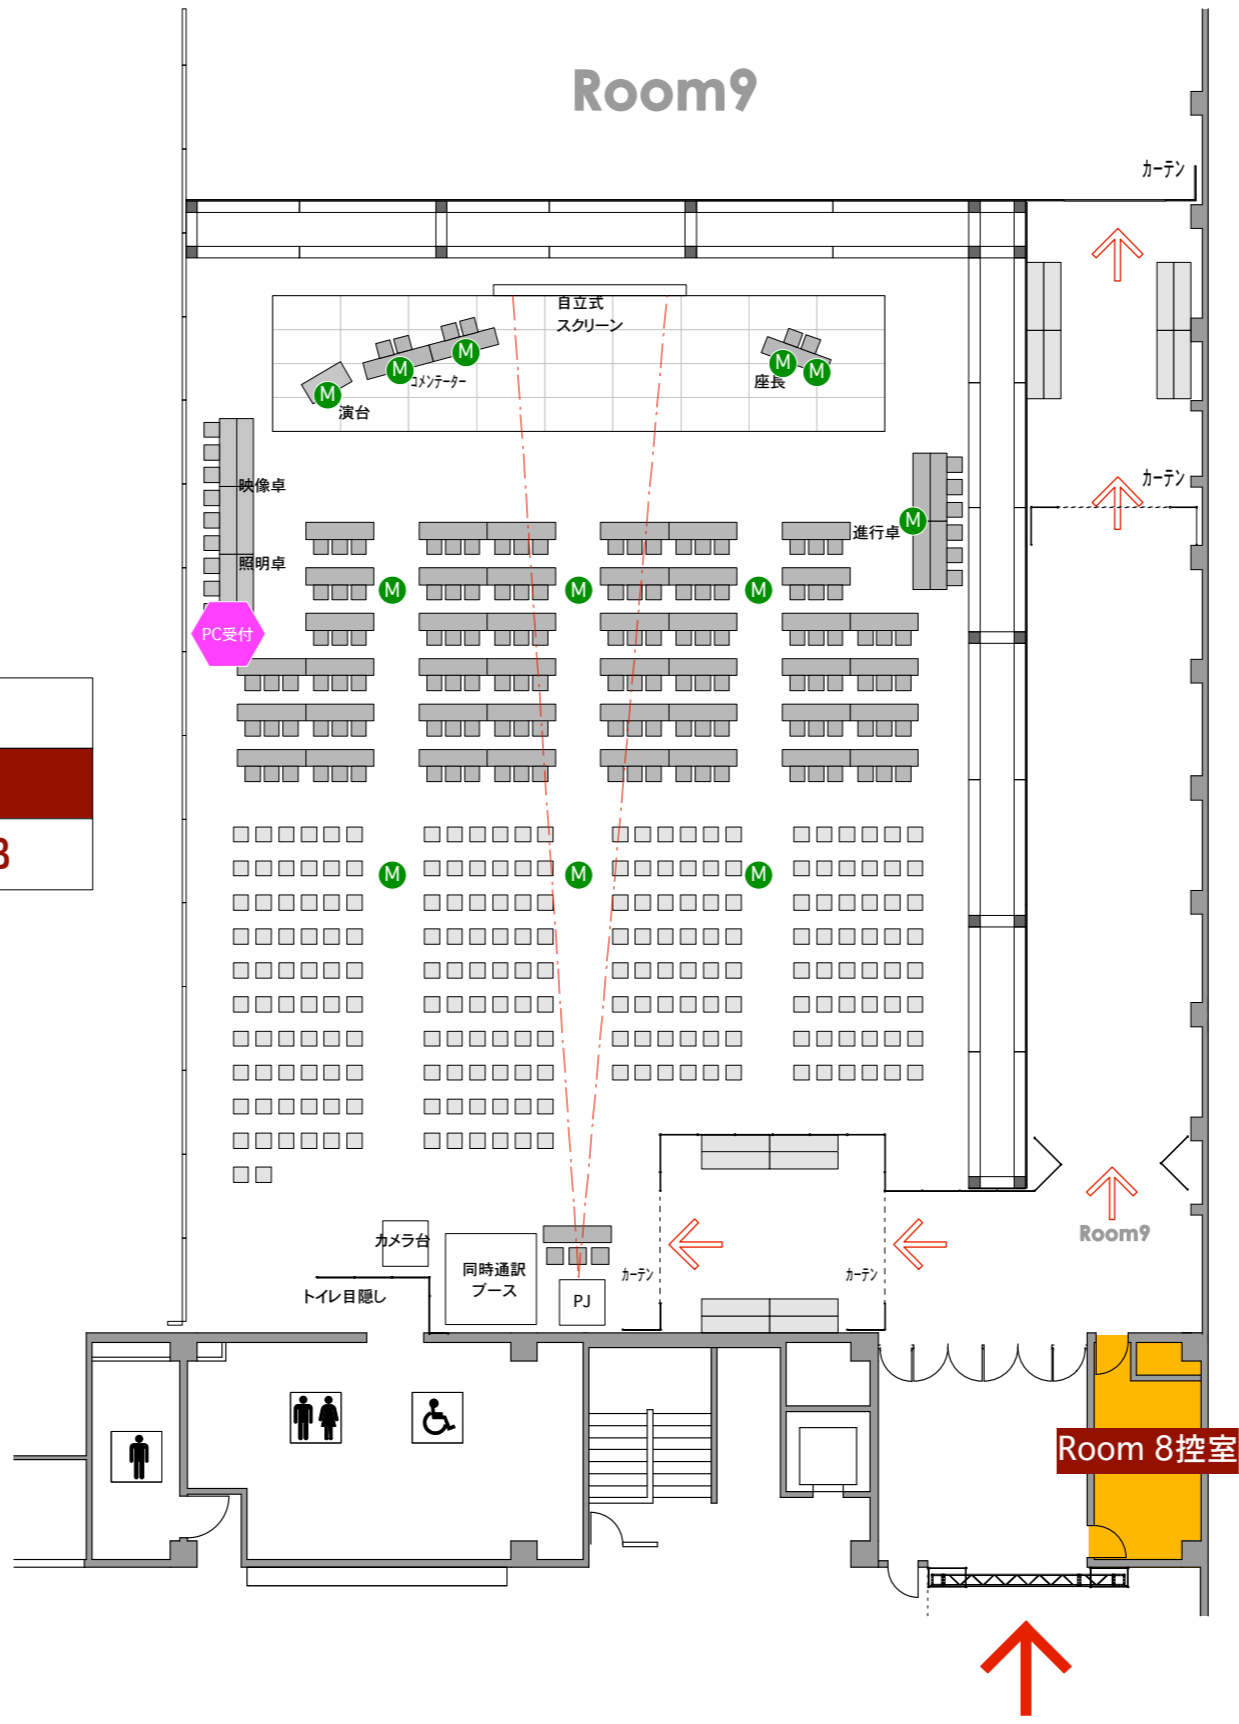 Room9
カーテン
自立式
スクリーン
M
M
M
M
M
コメンテーター
座長
演台
カーテン
映像卓
M
進行卓
照明卓
M
M
M
PC受付
M
M
M
カメラ台
Room9
同時通訳
ブース
カーテン
カーテン
トイレ目隠し
PJ
Room 8控室